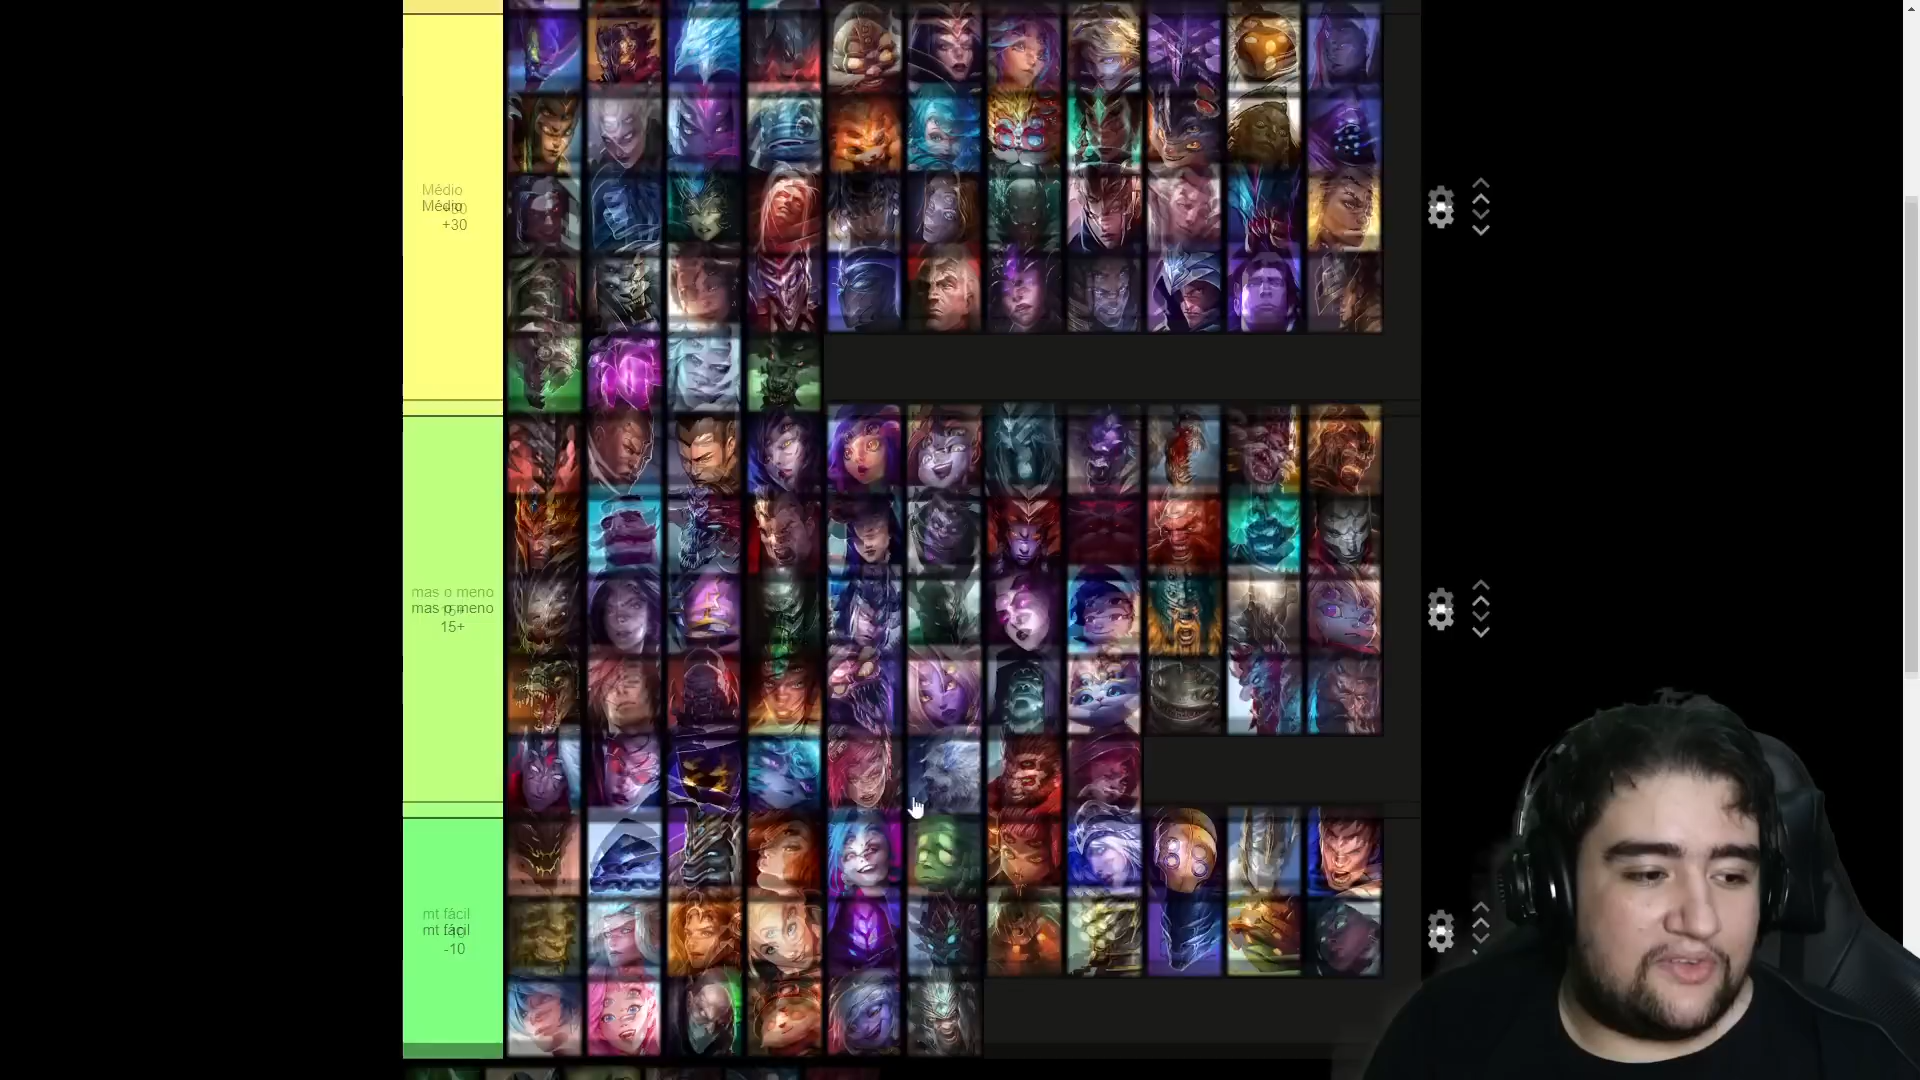 Médio
Médio
+30
mas o meno
mas o meno
15+
mt fácil
mt fácil
-10